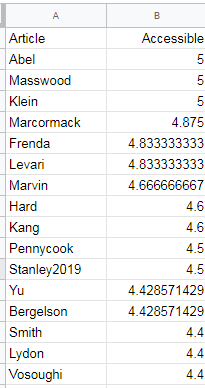 A B
Article Accessible
Abel 5
Masswood 5
Klein 5
Marcormack 4.875
Frenda 4.833333333
Levari 4.833333333
Marvin 4.666666667
Hard 4.6
Kang 4.6
Pennycook 4.5
Stanley2019 4.5
Yu 4.428571429
Bergelson 4.428571429
Smith 4.4
Lydon 4.4
Vosoughi 4.4